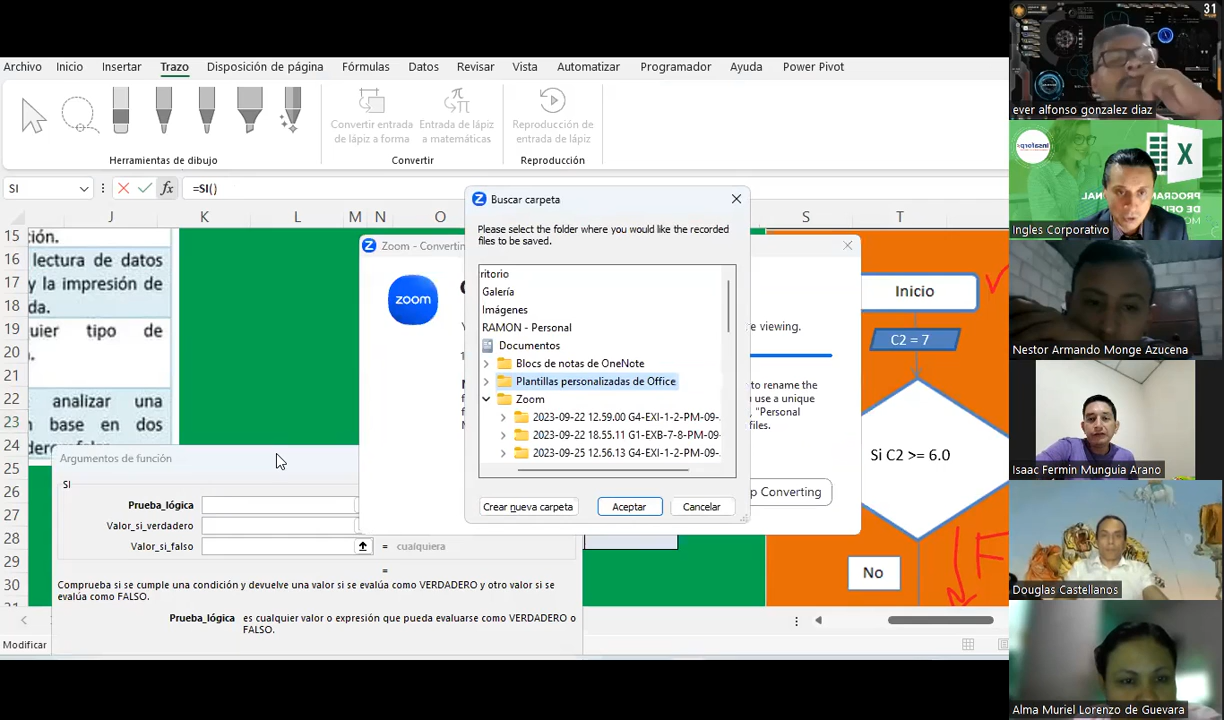 Archivo Inicio Insertar Trazo Disposición de página Fórmulas Datos Revisar Vista Automatizar Programador Ayuda Power Pivot
Convertir entrada de lápiz a forma
Entrada de lápiz a matemáticas
Reproducción de entrada de lápiz
Herramientas de dibujo
Convertir
Reproducción
SI
fx
=SI()
J K L M N O S T
15
16
17
18
19
20
21
22
23
24
25
26
27
28
29
30
ción.
lectura de datos
y la impresión de
da.
uier tipo de
analizar una
base en dos
Argumentos de función
SI
Prueba_lógica
Valor_si_verdadero
Valor_si_falso
= cualquiera
=
Comprueba si se cumple una condición y devuelve una valor si se evalúa como VERDADERO y otro valor si se
evalúa como FALSO.
Prueba_lógica es cualquier valor o expresión que pueda evaluarse como VERDADERO o
FALSO.
Modificar
Zoom - Converting
zoom
re viewing.
to rename the
use a unique
"Personal
files.
p Converting
Buscar carpeta
Please select the folder where you would like the recorded
files to be saved.
ritorio
Galería
Imágenes
RAMON - Personal
Documentos
Blocs de notas de OneNote
Plantillas personalizadas de Office
Zoom
2023-09-22 12.59.00 G4-EXI-1-2-PM-09-
2023-09-22 18.55.11 G1-EXB-7-8-PM-09-
2023-09-25 12.56.13 G4-EXI-1-2-PM-09-
Crear nueva carpeta
Aceptar
Cancelar
Inicio
V
C2 = 7
Si C2 >= 6.0
No
F
31
ever alfonso gonzalez diaz
Insaforp
X
Ingles Corporativo
Nestor Armando Monge Azucena
Isaac Fermin Munguia Arano
Douglas Castellanos
Alma Muriel Lorenzo de Guevara